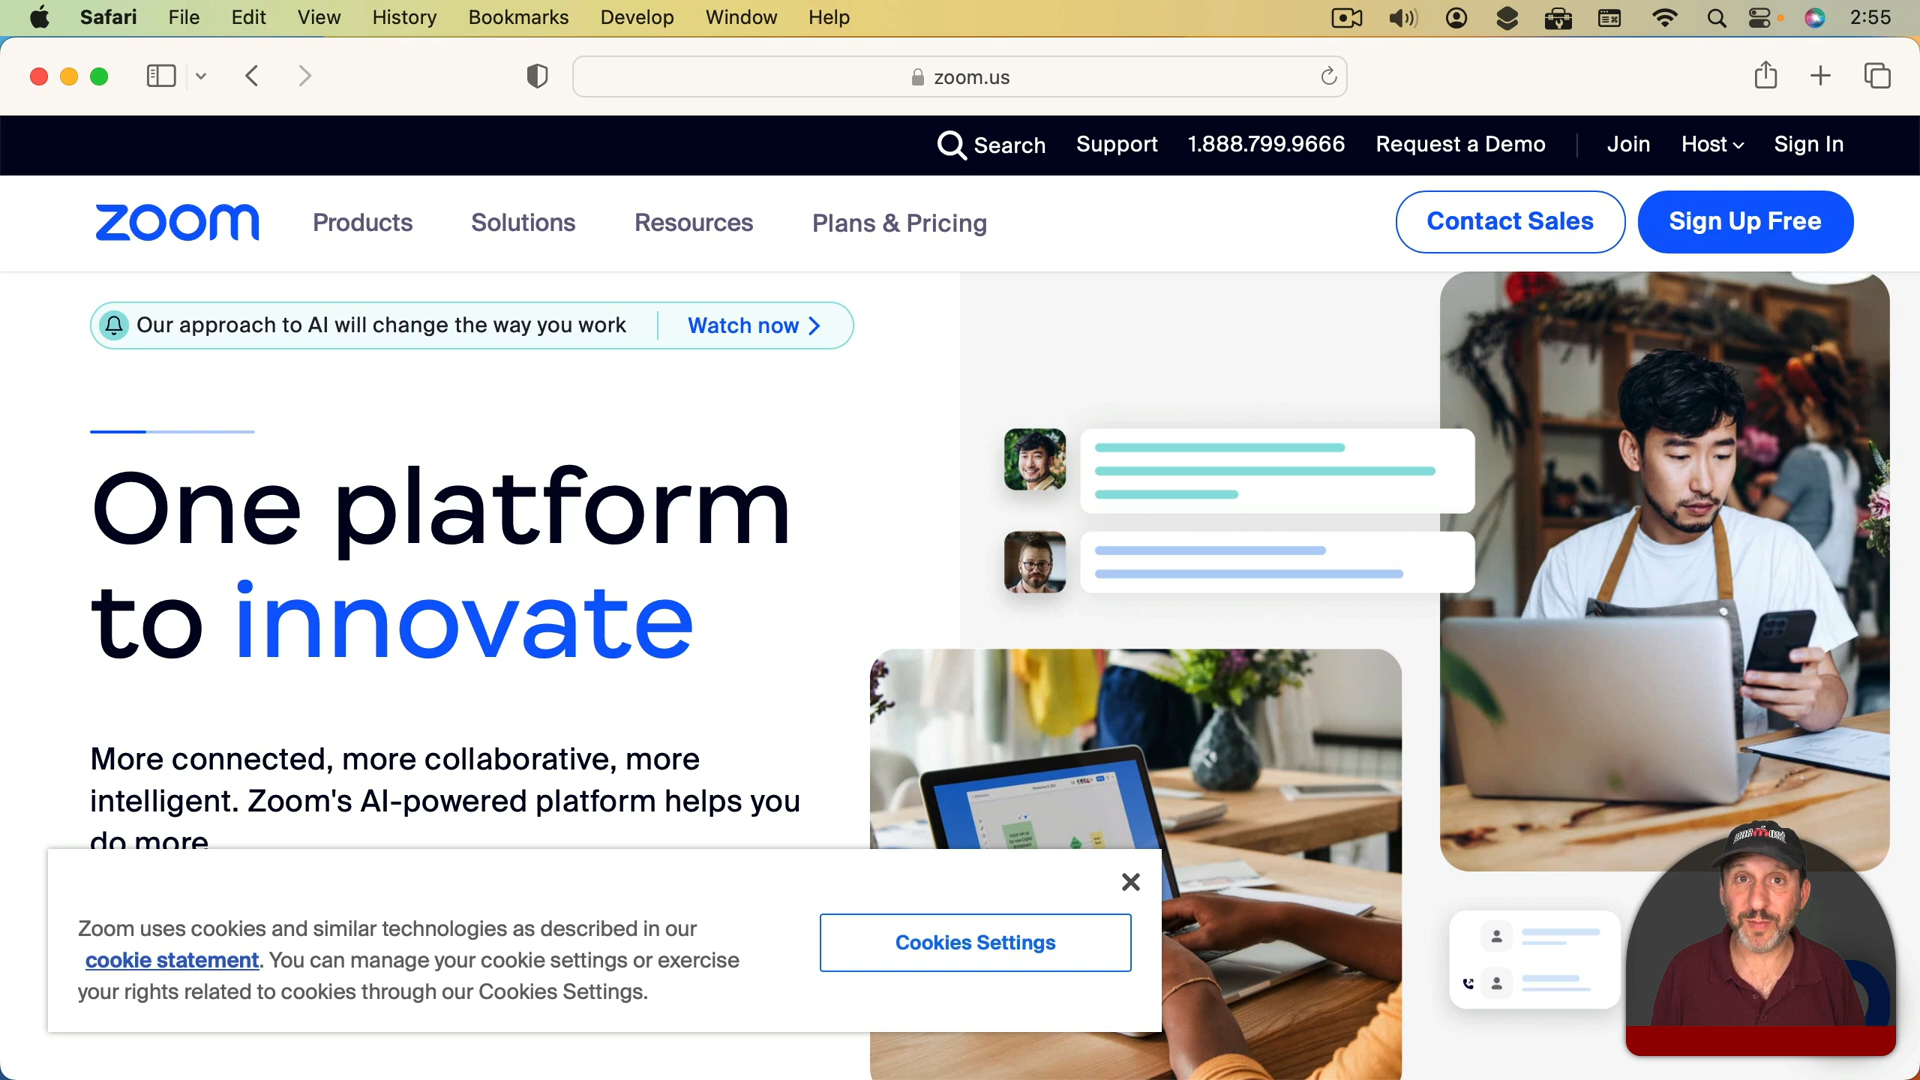 Safari File Edit View History Bookmarks Develop Window Help 2:55
zoom.us
Search Support 1.888.799.9666 Request a Demo Join Host Sign In
zoom Products Solutions Resources Plans & Pricing Contact Sales Sign Up Free
Our approach to AI will change the way you work Watch now
One platform
to innovate
More connected, more collaborative, more
intelligent. Zoom's AI-powered platform helps you
do more
Zoom uses cookies and similar technologies as described in our
cookie statement. You can manage your cookie settings or exercise
your rights related to cookies through our Cookies Settings.
Cookies Settings